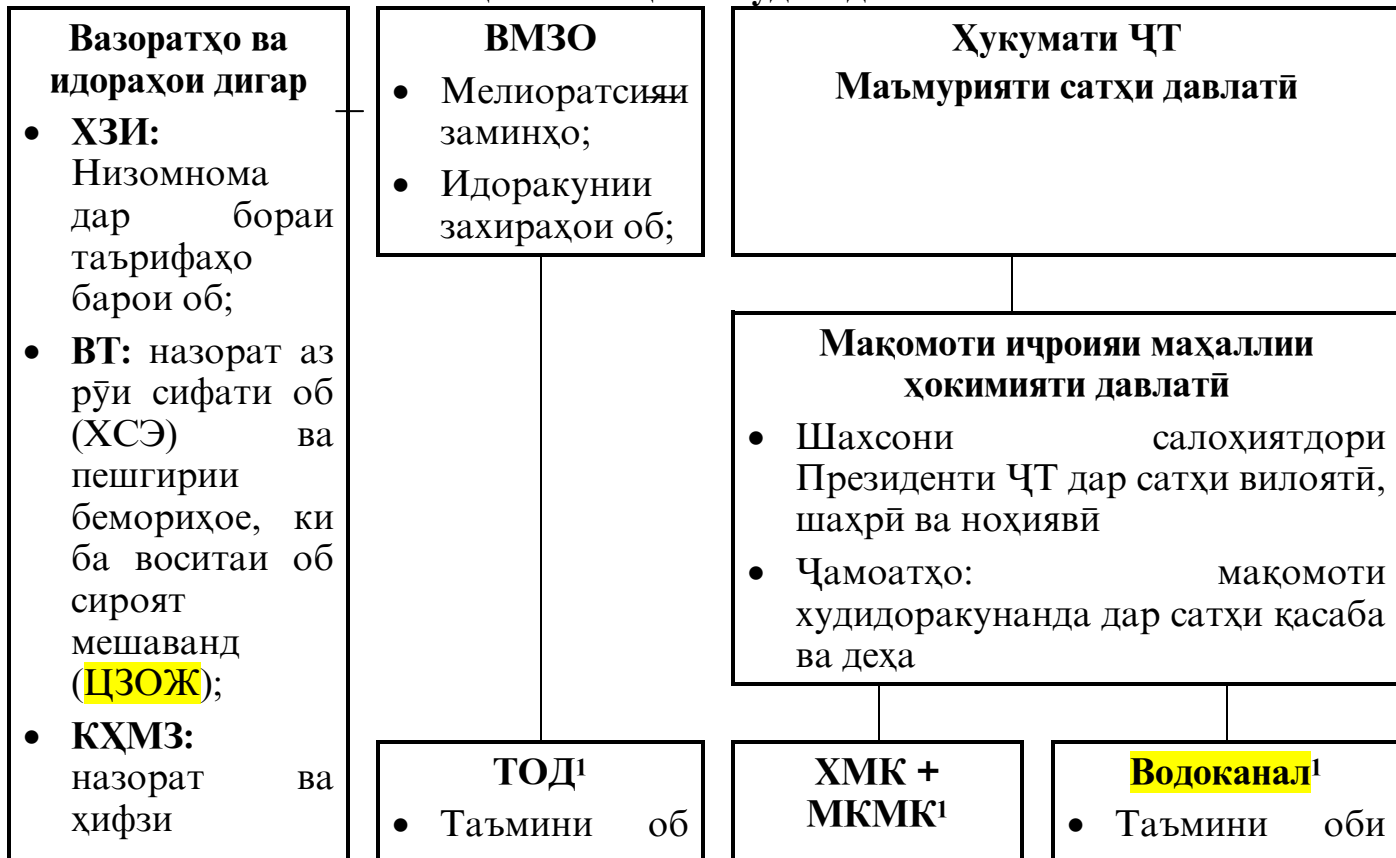 Вазоратҳо ва
идораҳои дигар
• ХЗИ:
Низомнома
дар бораи
таърифаҳо
барои об;
• ВТ: назорат аз
рӯи сифати об
(ХСЭ) ва
пешгирии
бемориҳое, ки
ба воситаи об
сироят
мешаванд
(ЦЗОЖ);
• КҲМЗ:
назорат ва
ҳифзи
ВМЗО
• Мелиоратсияи
заминҳо;
• Идоракунии
захираҳои об;
Ҳукумати ҶТ
Маъмурияти сатҳи давлатӣ
Мақомоти иҷроияи маҳаллии
ҳокимияти давлатӣ
• Шахсони салоҳиятдори
Президенти ҶТ дар сатҳи вилоятӣ,
шаҳрӣ ва ноҳиявӣ
• Ҷамоатҳо: мақомоти
худидоракунанда дар сатҳи қасаба
ва деҳа
ТОД¹
• Таъмини об
ХМК +
МКМК¹
Водоканал¹
• Таъмини оби